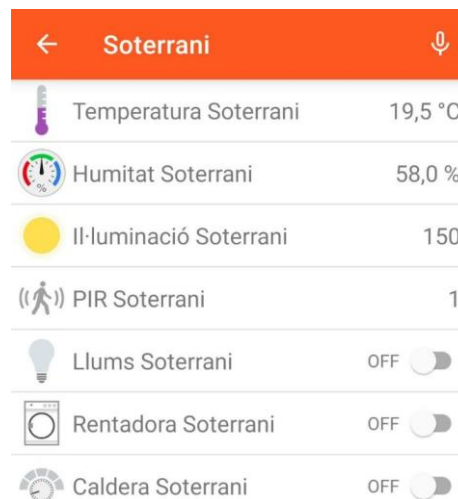 Soterrani
Temperatura Soterrani 19,5 °C
% Humitat Soterrani 58,0 %
Il·luminació Soterrani 150
PIR Soterrani 1
Llums Soterrani OFF
Rentadora Soterrani OFF
Caldera Soterrani OFF